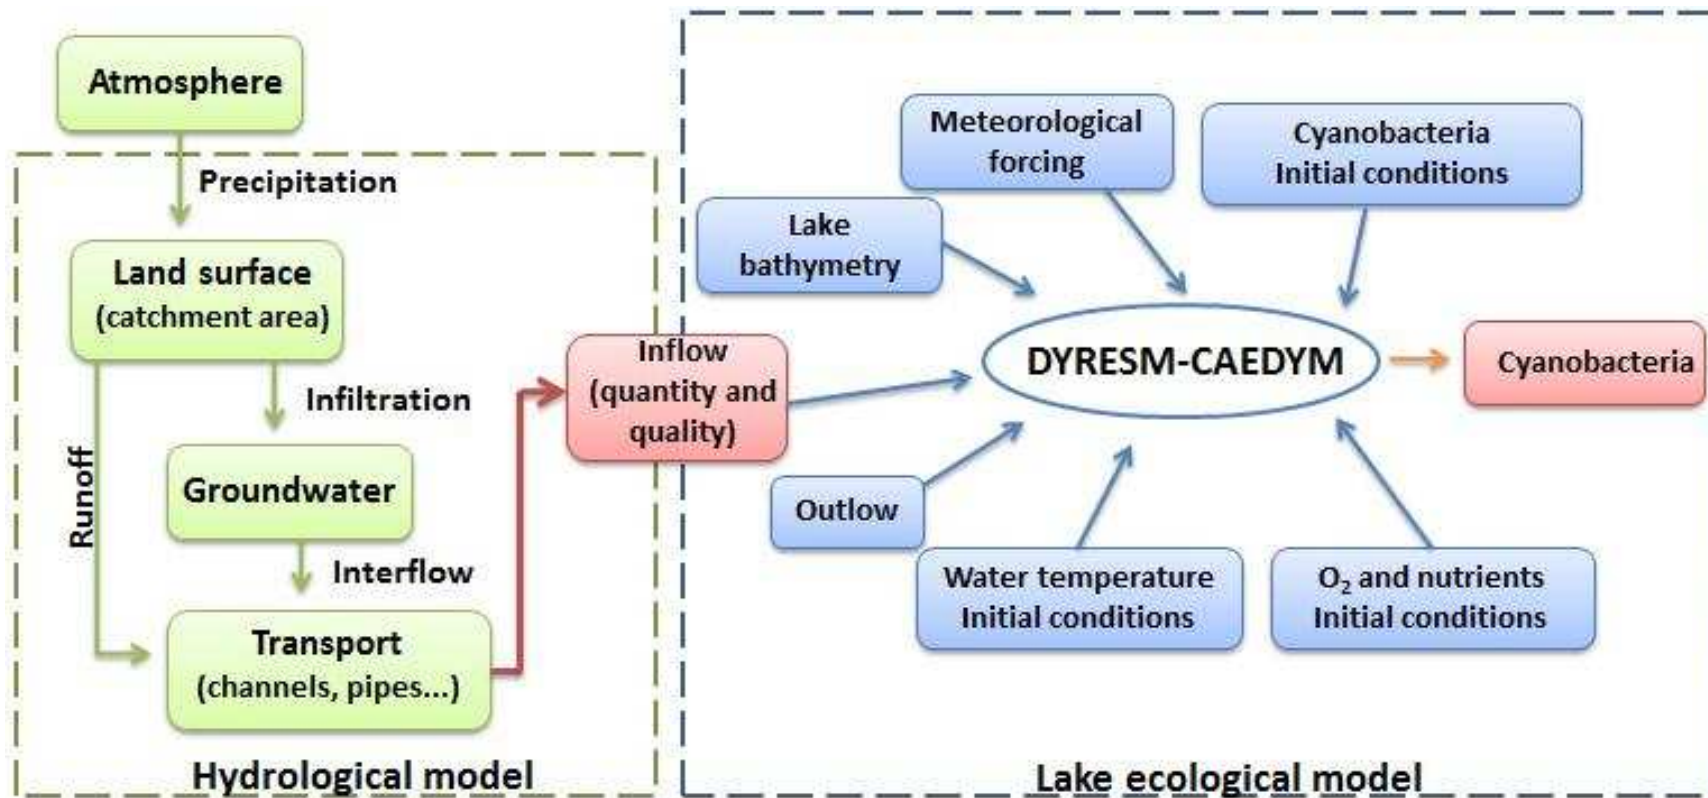 Atmosphere
Precipitation
Land surface
(catchment area)
Infiltration
Runoff
Groundwater
Interflow
Transport
(channels, pipes...)
Hydrological model
Inflow
(quantity and
quality)
Meteorological
forcing
Cyanobacteria
Initial conditions
Lake
bathymetry
DYRESM-CAEDYM
Cyanobacteria
Outlow
Water temperature
Initial conditions
O₂ and nutrients
Initial conditions
Lake ecological model